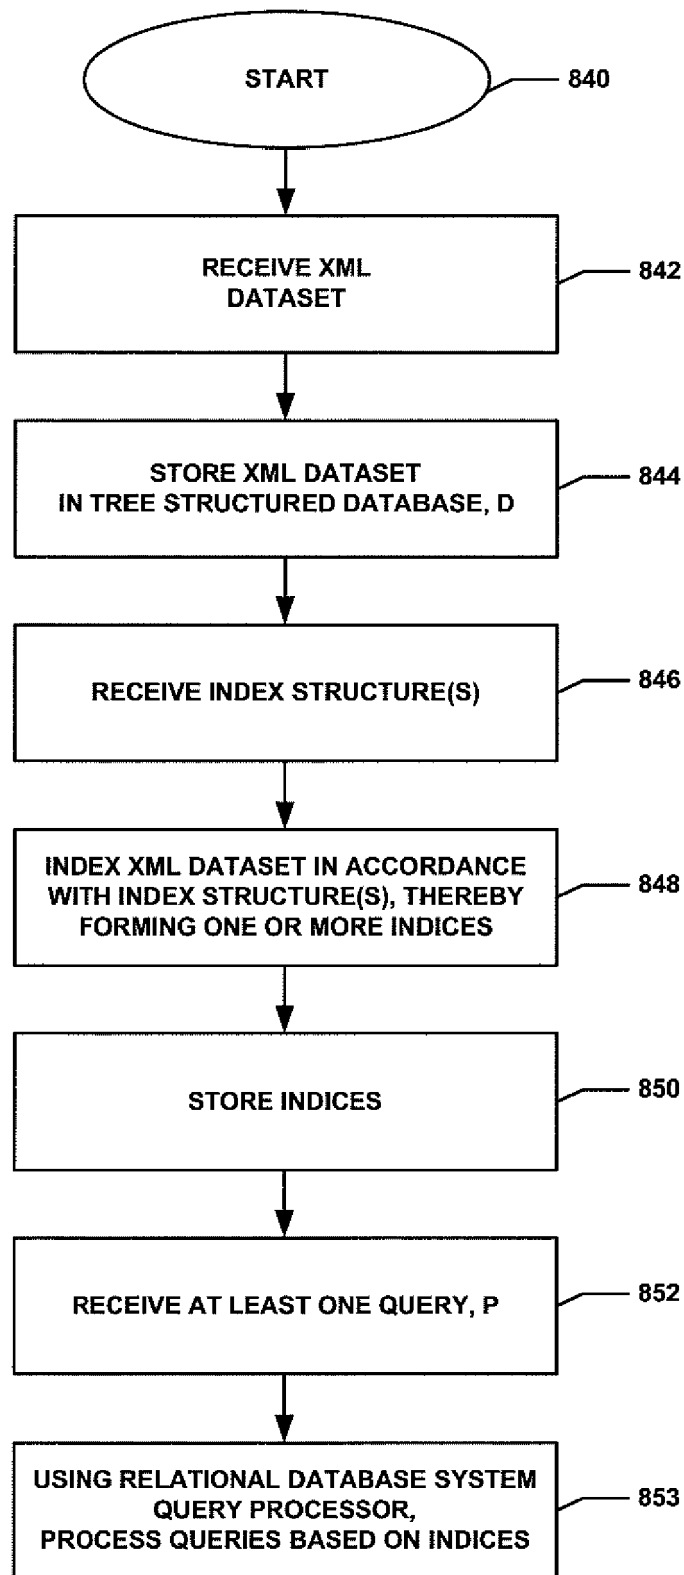 START
840
RECEIVE XML
DATASET
842
STORE XML DATASET
IN TREE STRUCTURED DATABASE, D
844
RECEIVE INDEX STRUCTURE(S)
846
INDEX XML DATASET IN ACCORDANCE
WITH INDEX STRUCTURE(S), THEREBY
FORMING ONE OR MORE INDICES
848
STORE INDICES
850
RECEIVE AT LEAST ONE QUERY, P
852
USING RELATIONAL DATABASE SYSTEM
QUERY PROCESSOR,
PROCESS QUERIES BASED ON INDICES
853